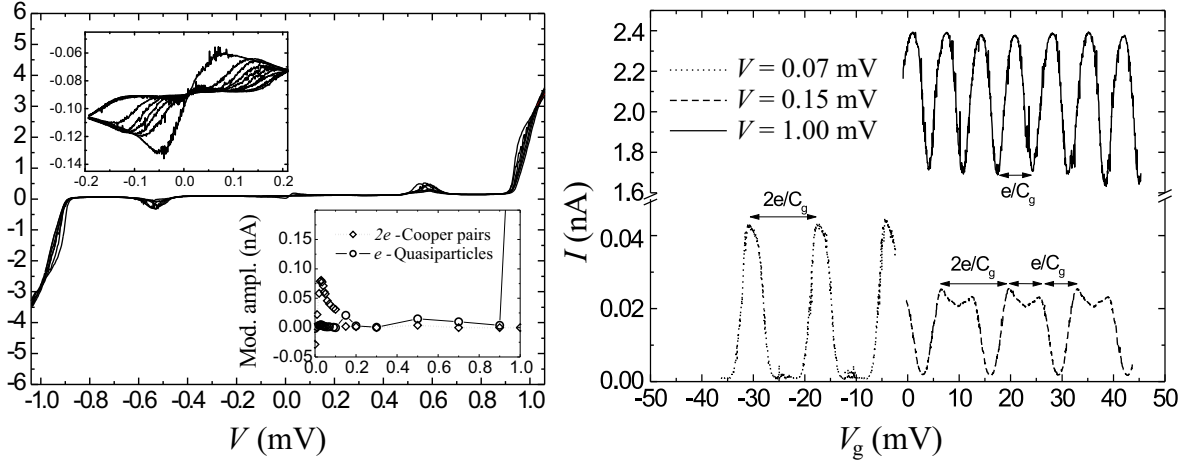 6
5
4
3
2
1
0
-1
-2
-3
-4
-5
-6
-0.06
-0.08
-0.10
-0.12
-0.14
-0.2 -0.1 0.0 0.1 0.2
Mod. ampl. (nA)
0.15
0.10
0.05
0.00
-0.05
2e -Cooper pairs
e - Quasiparticles
0.0 0.2 0.4 0.6 0.8 1.0
-1.0 -0.8 -0.6 -0.4 -0.2 0.0 0.2 0.4 0.6 0.8 1.0
V (mV)
I (nA)
2.4
2.2
2.0
1.8
1.6
0.04
0.02
0.00
V = 0.07 mV
V = 0.15 mV
V = 1.00 mV
e/Cg
2e/Cg
2e/Cg e/Cg
-50 -40 -30 -20 -10 0 10 20 30 40 50
Vg (mV)